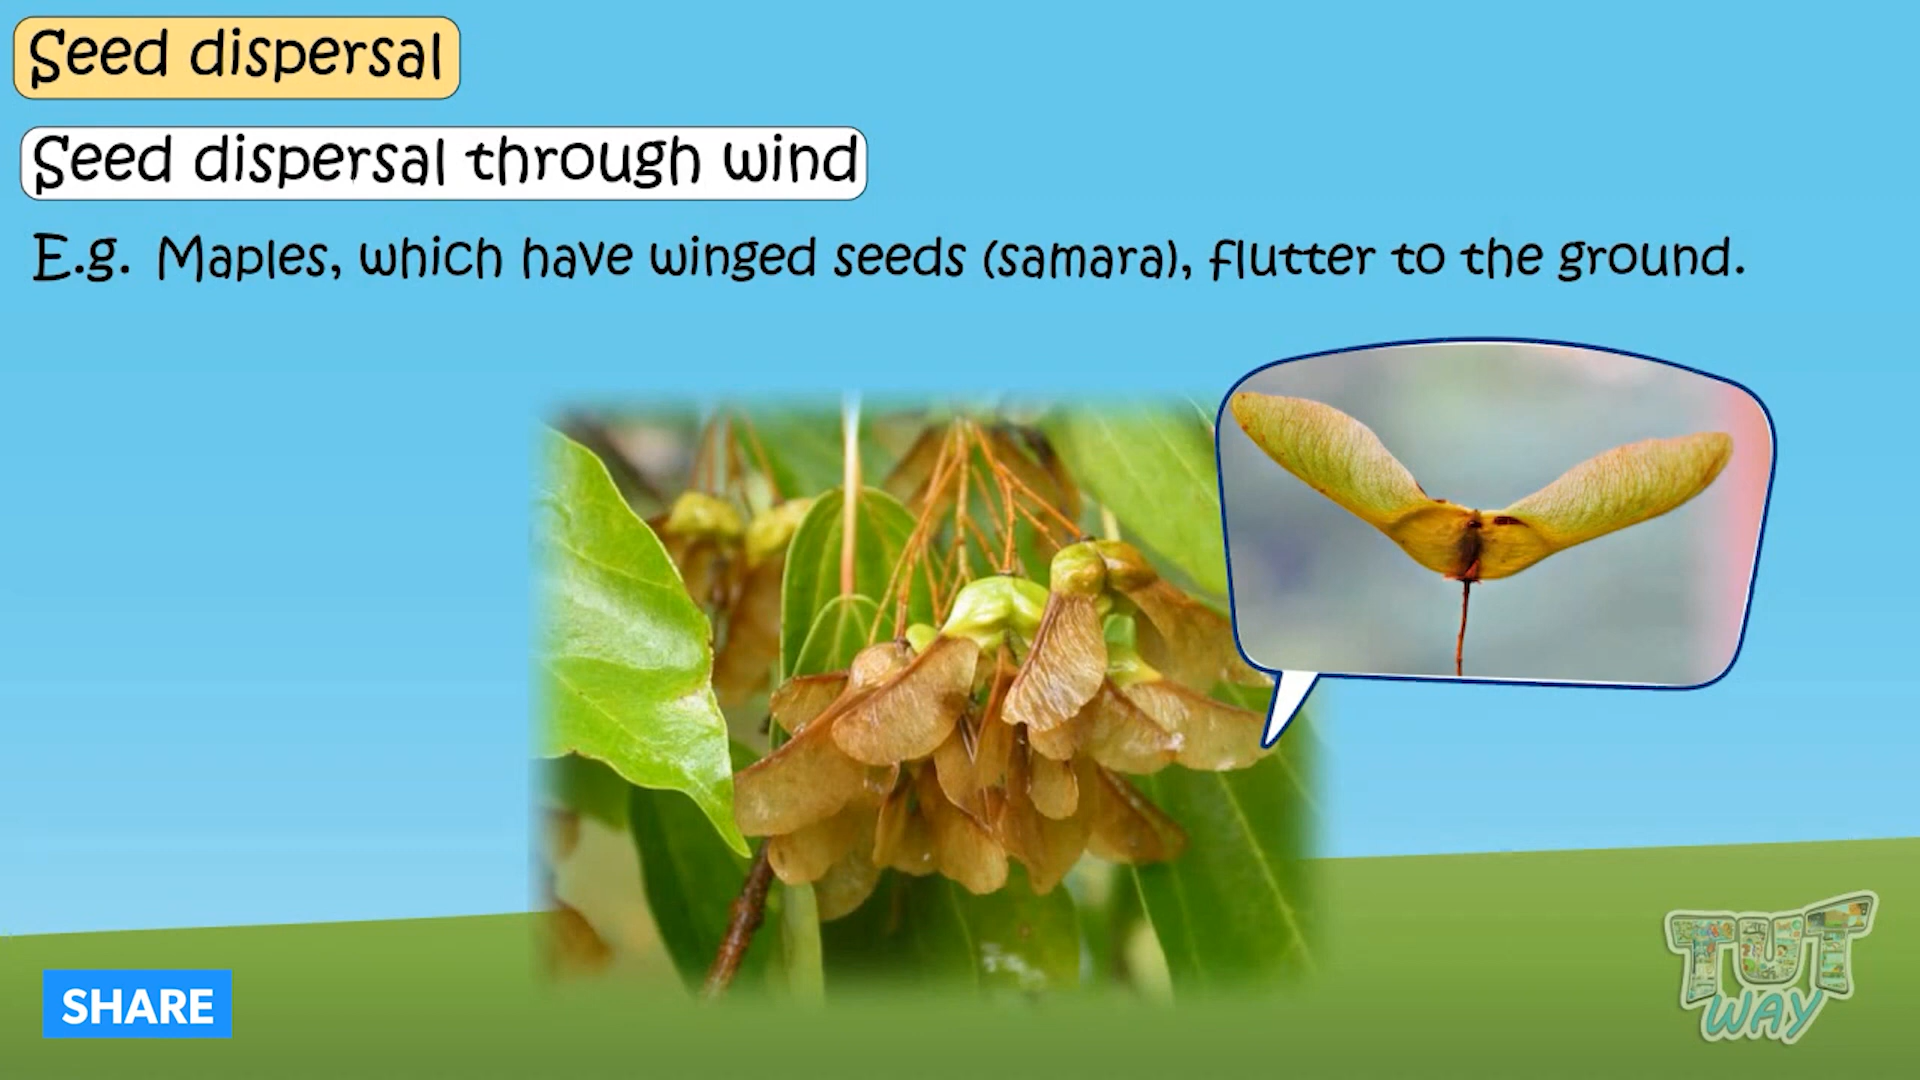 Seed dispersal
Seed dispersal through wind
E.g. Maples, which have winged seeds (samara), flutter to the ground.
SHARE
TUT
WAY